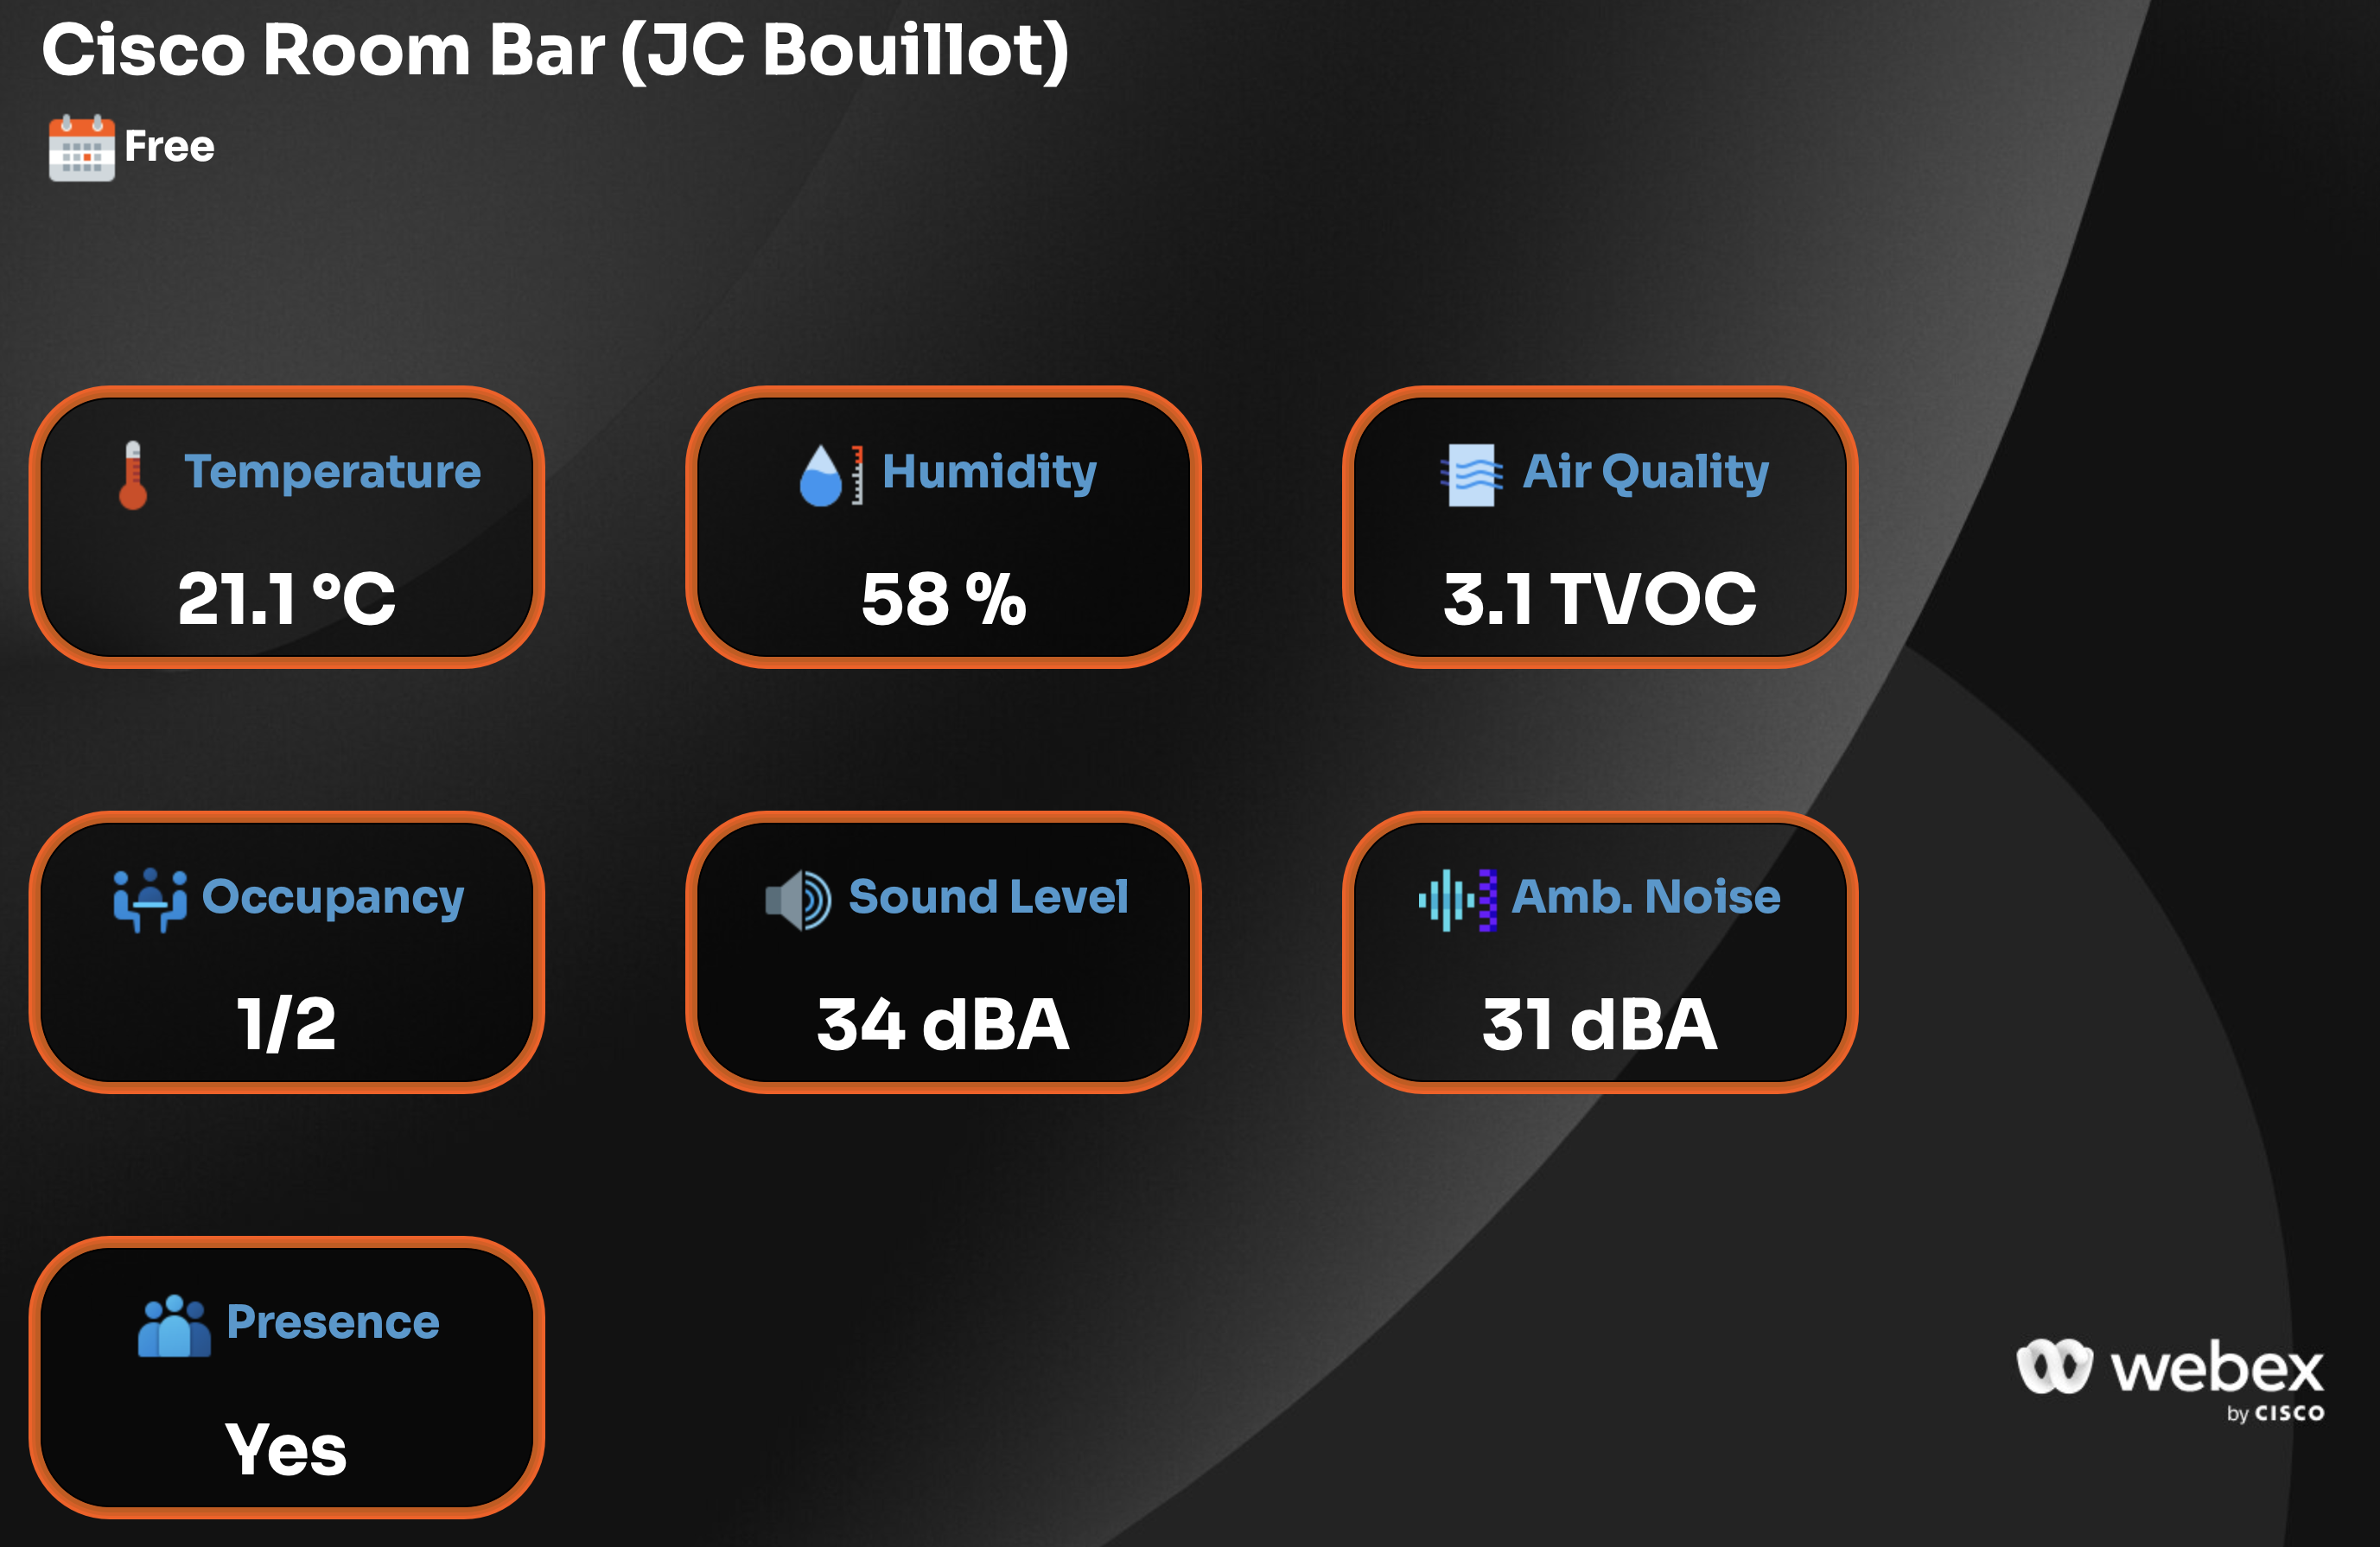 Cisco Room Bar (JC Bouillot)
Free
Temperature
21.1 °C
Humidity
58 %
Air Quality
3.1 TVOC
Occupancy
1/2
Sound Level
34 dBA
Amb. Noise
31 dBA
Presence
Yes
webex
by CISCO